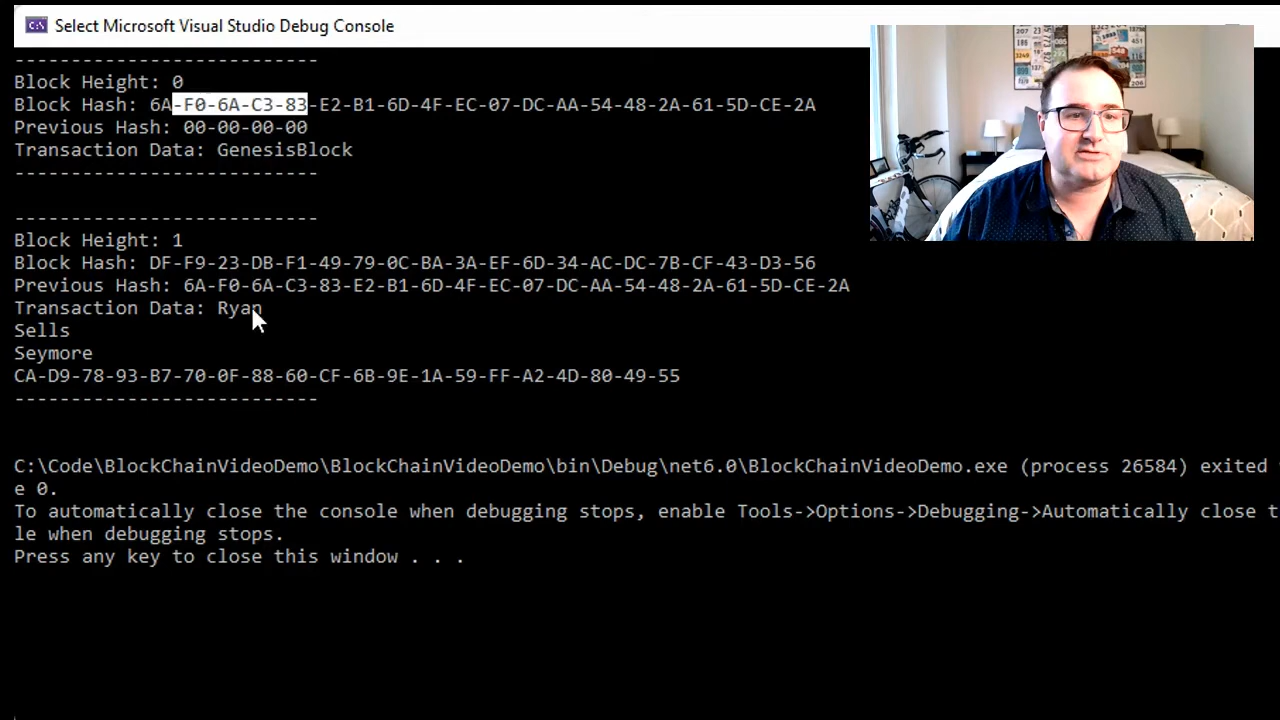 Select Microsoft Visual Studio Debug Console
---------------------------
Block Height: 0
Block Hash: 6A-F0-6A-C3-83-E2-B1-6D-4F-EC-07-DC-AA-54-48-2A-61-5D-CE-2A
Previous Hash: 00-00-00-00
Transaction Data: GenesisBlock
---------------------------
---------------------------
Block Height: 1
Block Hash: DF-F9-23-DB-F1-49-79-0C-BA-3A-EF-6D-34-AC-DC-7B-CF-43-D3-56
Previous Hash: 6A-F0-6A-C3-83-E2-B1-6D-4F-EC-07-DC-AA-54-48-2A-61-5D-CE-2A
Transaction Data: Ryan
Sells
Seymore
CA-D9-78-93-B7-70-0F-88-60-CF-6B-9E-1A-59-FF-A2-4D-80-49-55
---------------------------
C:\Code\BlockChainVideoDemo\BlockChainVideoDemo\bin\Debug\net6.0\BlockChainVideoDemo.exe (process 26584) exited
e 0.
To automatically close the console when debugging stops, enable Tools->Options->Debugging->Automatically close t
le when debugging stops.
Press any key to close this window . . .